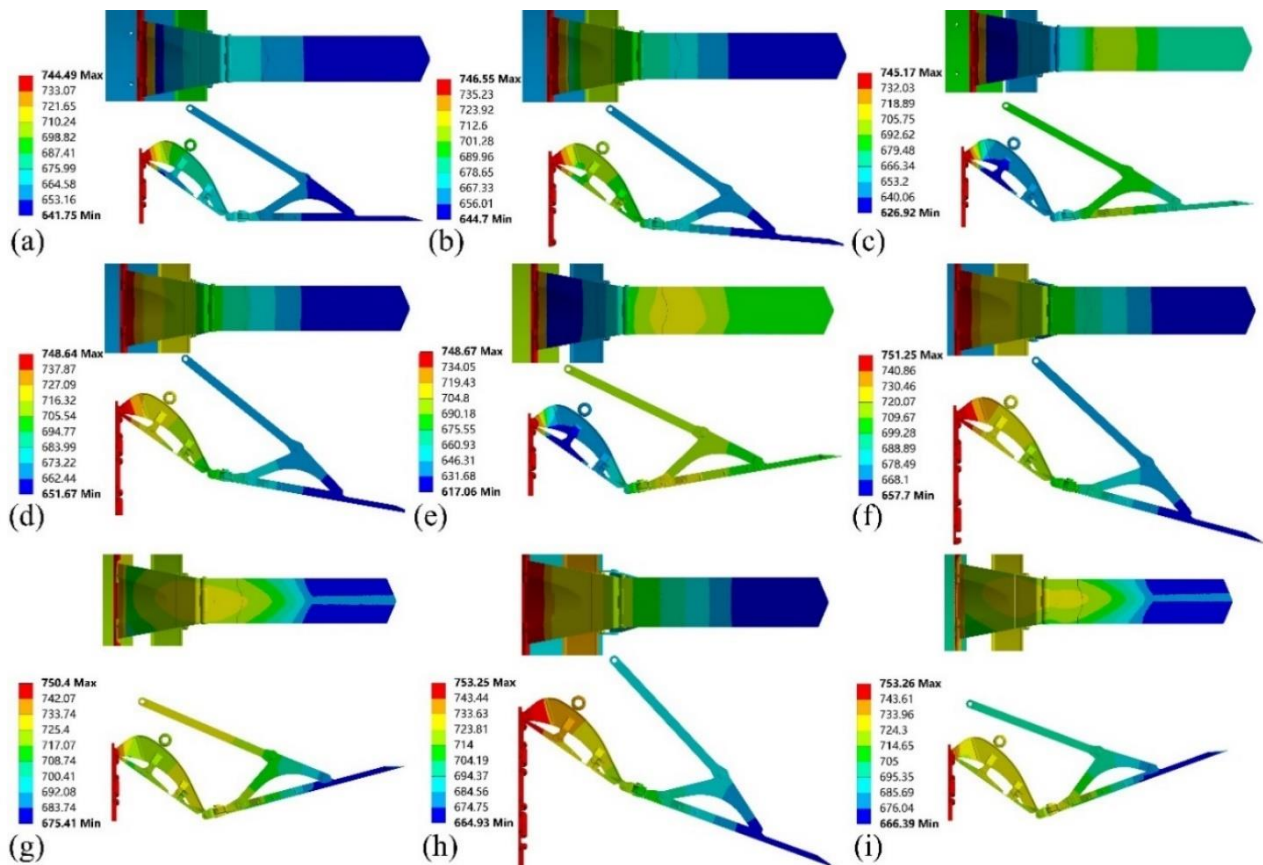 744.49 Max
733.07
721.65
710.24
698.82
687.41
675.99
664.58
653.16
641.75 Min
(a)
746.55 Max
735.23
723.92
712.6
701.28
689.96
678.65
667.33
656.01
644.7 Min
(b)
745.17 Max
732.03
718.89
705.75
692.62
679.48
666.34
653.2
640.06
626.92 Min
(c)
748.64 Max
737.87
727.09
716.32
705.54
694.77
683.99
673.22
662.44
651.67 Min
(d)
748.67 Max
734.05
719.43
704.8
690.18
675.55
660.93
646.31
631.68
617.06 Min
(e)
751.25 Max
740.86
730.46
720.07
709.67
699.28
688.89
678.49
668.1
657.7 Min
(f)
750.4 Max
742.07
733.74
725.4
717.07
708.74
700.41
692.08
683.74
675.41 Min
(g)
753.25 Max
743.44
733.63
723.81
714
704.19
694.37
684.56
674.75
664.93 Min
(h)
753.26 Max
743.61
733.96
724.3
714.65
705
695.35
685.69
676.04
666.39 Min
(i)